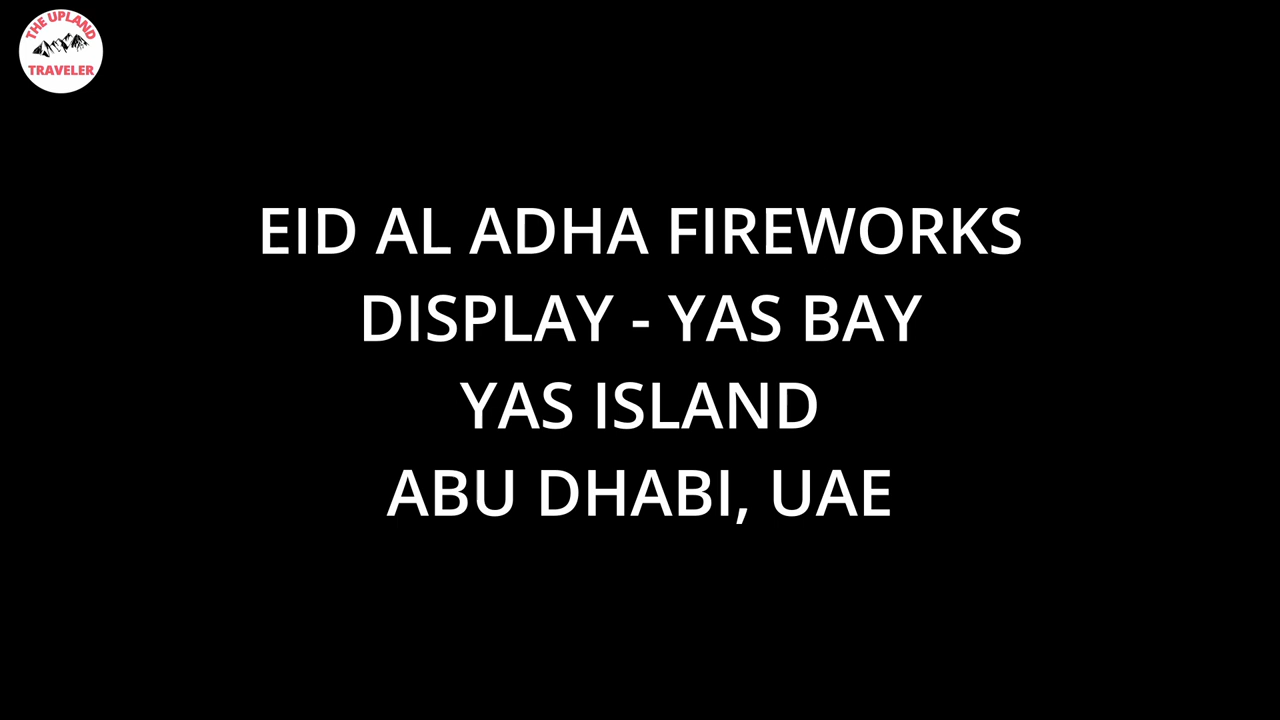 THE UPLAND
TRAVELER
EID AL ADHA FIREWORKS
DISPLAY - YAS BAY
YAS ISLAND
ABU DHABI, UAE